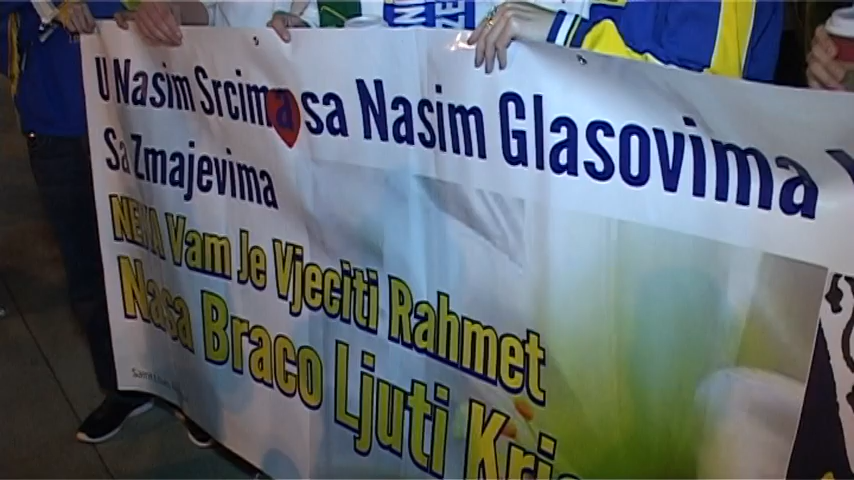 U Nasim Srcima sa Nasim Glasovima
Sa Zmajevima
NEKA Vam Je Vjeciti Rahmet
Nasa Braco Ljuti